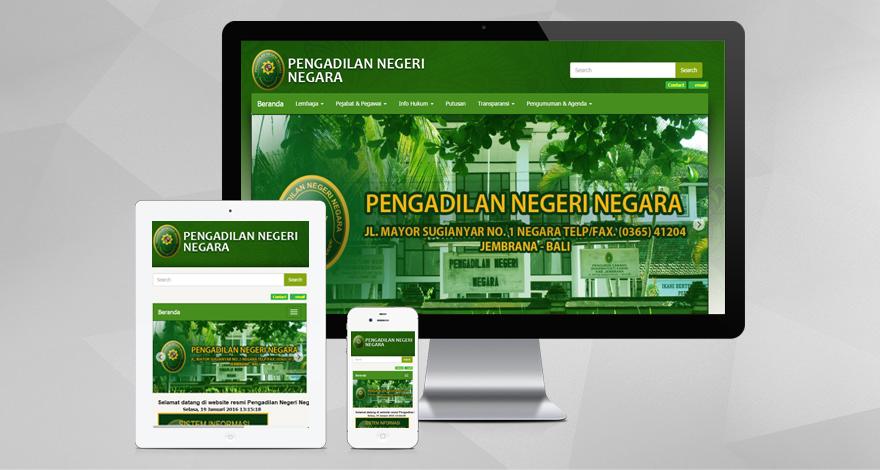 PENGADILAN NEGERI
NEGARA
Search
Search
Contact
email
Beranda
Lembaga
Pejabat & Pegawai
Info Hukum
Putusan
Transparansi
Pengumuman & Agenda
PENGADILAN NEGERI NEGARA
JL. MAYOR SUGIANYAR NO. 1 NEGARA TELP/FAX. (0365) 41204
JEMBRANA - BALI
PENGADILAN NEGERI
NEGARA
PENGADILAN NEGERI
NEGARA
Search
Search
Contact
email
Beranda
PENGADILAN NEGERI NEGARA
Selamat datang di website resmi Pengadilan Negeri Neg
Selasa, 19 Januari 2016 13:15:18
SISTEM INFORMASI
PENGADILAN NEGERI
NEGARA
Beranda
PENGADILAN NEGERI NEGARA
Selamat datang di website resmi Pengadilan
SISTEM INFORMASI